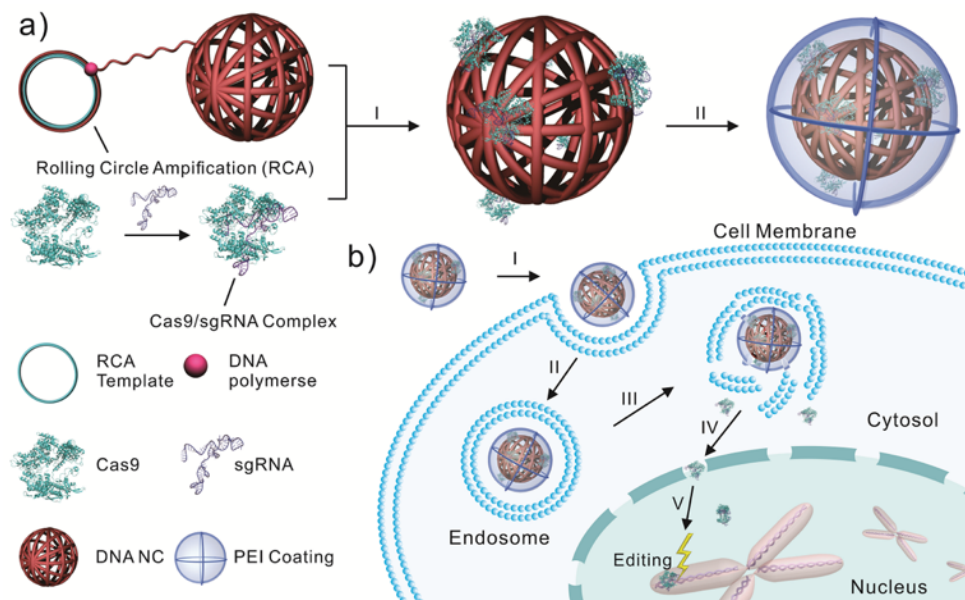 a)
I
II
Rolling Circle Ampification (RCA)
Cas9/sgRNA Complex
RCA
Template
DNA
polymerse
Cas9
sgRNA
DNA NC
PEI Coating
b)
Cell Membrane
I
II
III
IV
V
Cytosol
Endosome
Editing
Nucleus